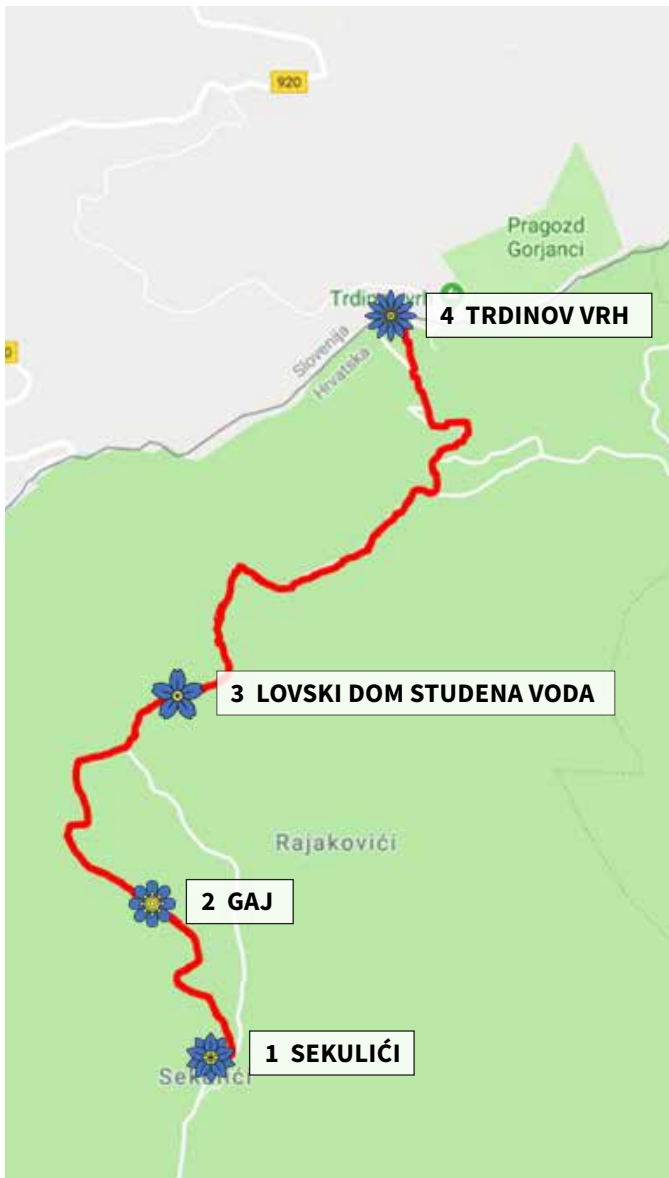 920
Pragozd
Gorjanci
4 TRDINOV VRH
Slovenija
Hrvatska
3 LOVSKI DOM STUDENA VODA
Rajakovići
2 GAJ
1 SEKULIĆI